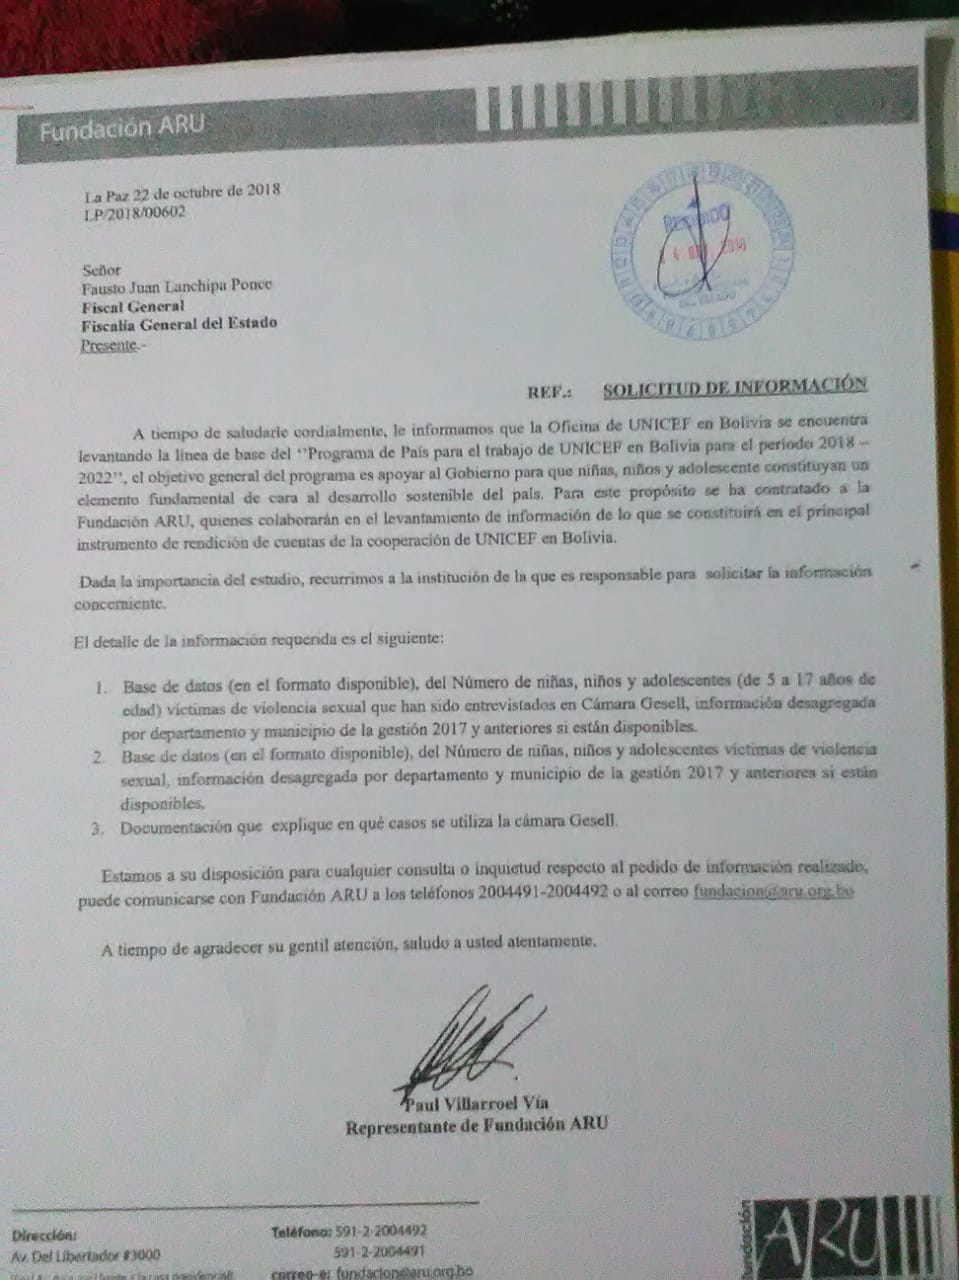 Fundación ARU
La Paz 22 de octubre de 2018
LP/2018/00602
RECIBIDO
2018
DEL ESTADO
Señor
Fausto Juan Lanchipa Ponce
Fiscal General
Fiscalía General del Estado
Presente.-
REF.: SOLICITUD DE INFORMACIÓN
A tiempo de saludarle cordialmente, le informamos que la Oficina de UNICEF en Bolivia se encuentra
levantando la línea de base del ‘‘Programa de País para el trabajo de UNICEF en Bolivia para el periodo 2018 –
2022’’, el objetivo general del programa es apoyar al Gobierno para que niñas, niños y adolescente constituyan un
elemento fundamental de cara al desarrollo sostenible del país. Para este propósito se ha contratado a la
Fundación ARU, quienes colaborarán en el levantamiento de información de lo que se constituirá en el principal
instrumento de rendición de cuentas de la cooperación de UNICEF en Bolivia.
Dada la importancia del estudio, recurrimos a la institución de la que es responsable para solicitar la información
concerniente.
El detalle de la información requerida es el siguiente:
1. Base de datos (en el formato disponible), del Número de niñas, niños y adolescentes (de 5 a 17 años de
edad) víctimas de violencia sexual que han sido entrevistados en Cámara Gesell, información desagregada
por departamento y municipio de la gestión 2017 y anteriores si están disponibles.
2. Base de datos (en el formato disponible), del Número de niñas, niños y adolescentes víctimas de violencia
sexual, información desagregada por departamento y municipio de la gestión 2017 y anteriores si están
disponibles.
3. Documentación que explique en qué casos se utiliza la cámara Gesell.
Estamos a su disposición para cualquier consulta o inquietud respecto al pedido de información realizado,
puede comunicarse con Fundación ARU a los teléfonos 2004491-2004492 o al correo fundacion@aru.org.bo
A tiempo de agradecer su gentil atención, saludo a usted atentamente.
Paul Villarroel Vía
Representante de Fundación ARU
Dirección:
Av. Del Libertador #3000
Teléfono: 591-2-2004492
591-2-2004491
correo-e: fundacion@aru.org.bo
fundación
ARU